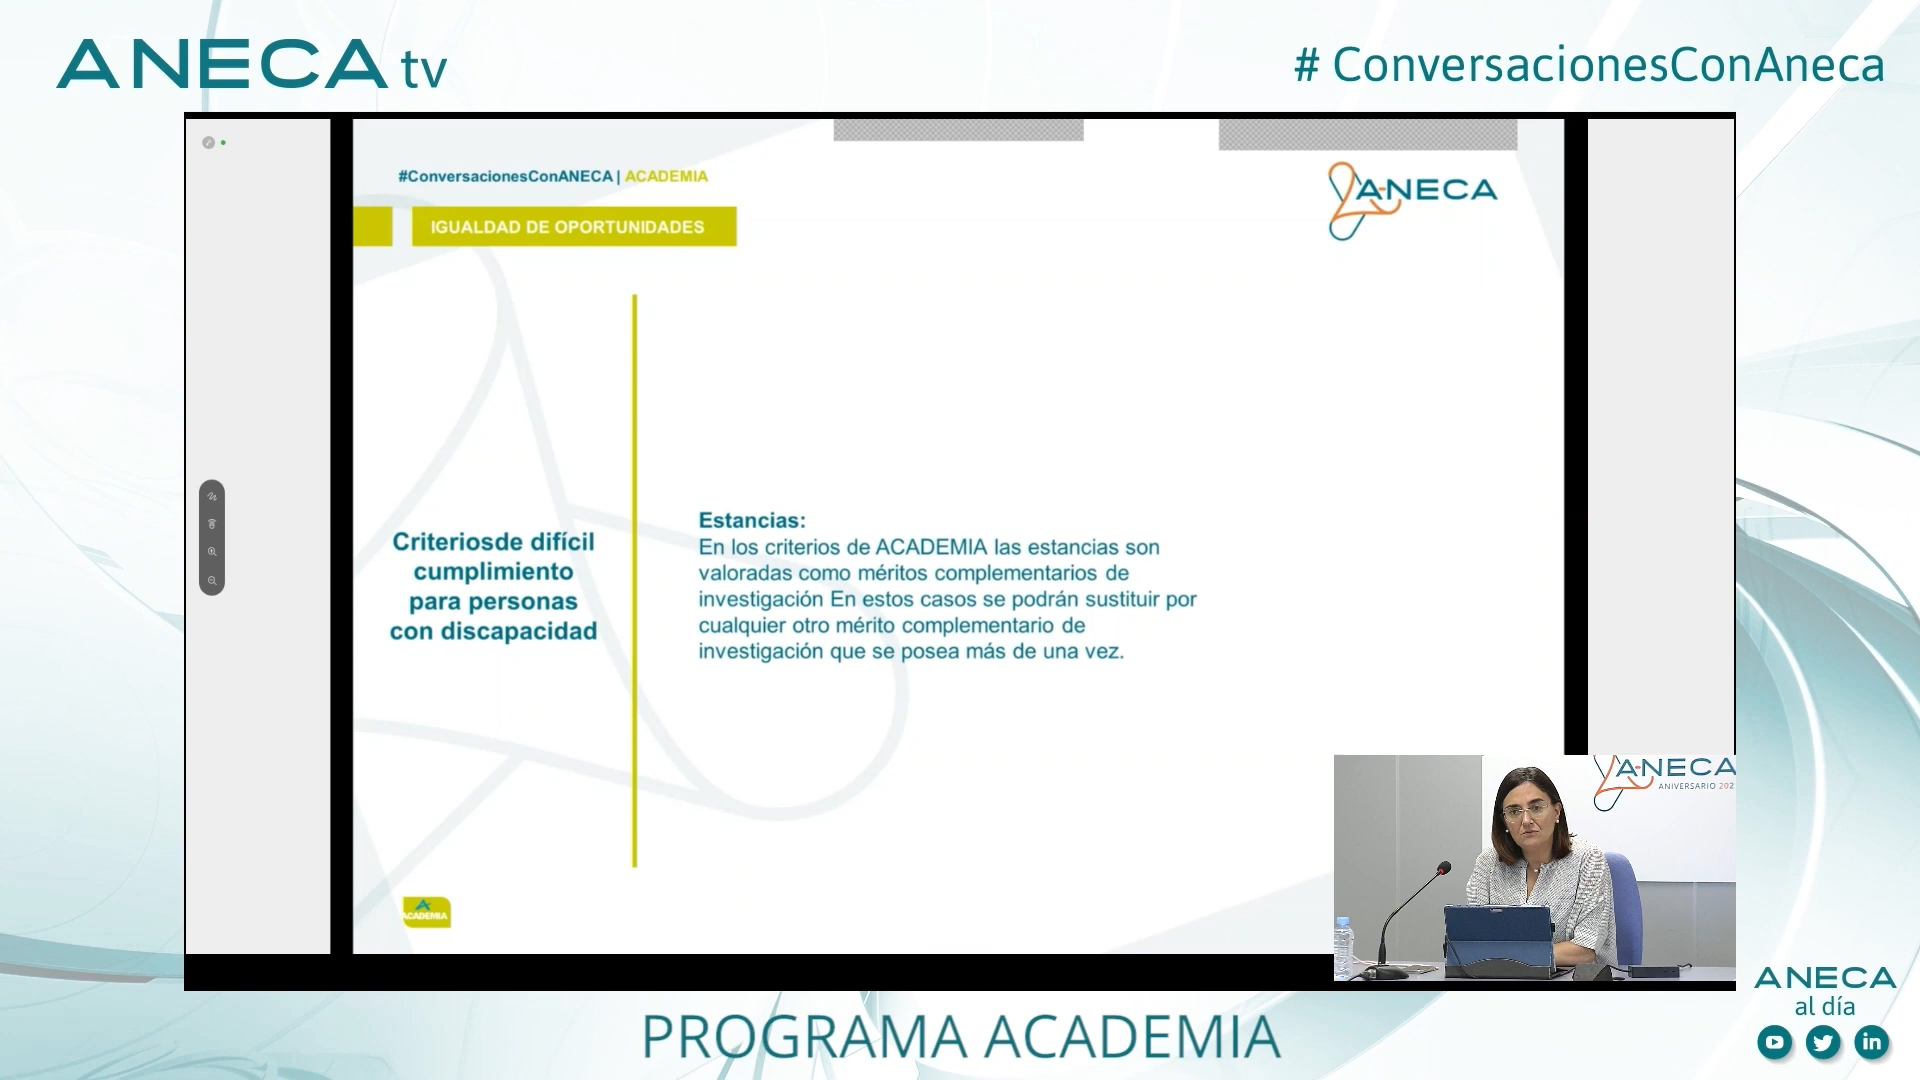 ANECA tv
# ConversacionesConAneca
#ConversacionesConANECA | ACADEMIA
ANECA
IGUALDAD DE OPORTUNIDADES
Criteriosde difícil
cumplimiento
para personas
con discapacidad
Estancias:
En los criterios de ACADEMIA las estancias son
valoradas como méritos complementarios de
investigación En estos casos se podrán sustituir por
cualquier otro mérito complementario de
investigación que se posea más de una vez.
ACADEMIA
ANECA
ANIVERSARIO 202
PROGRAMA ACADEMIA
ANECA
al día
in